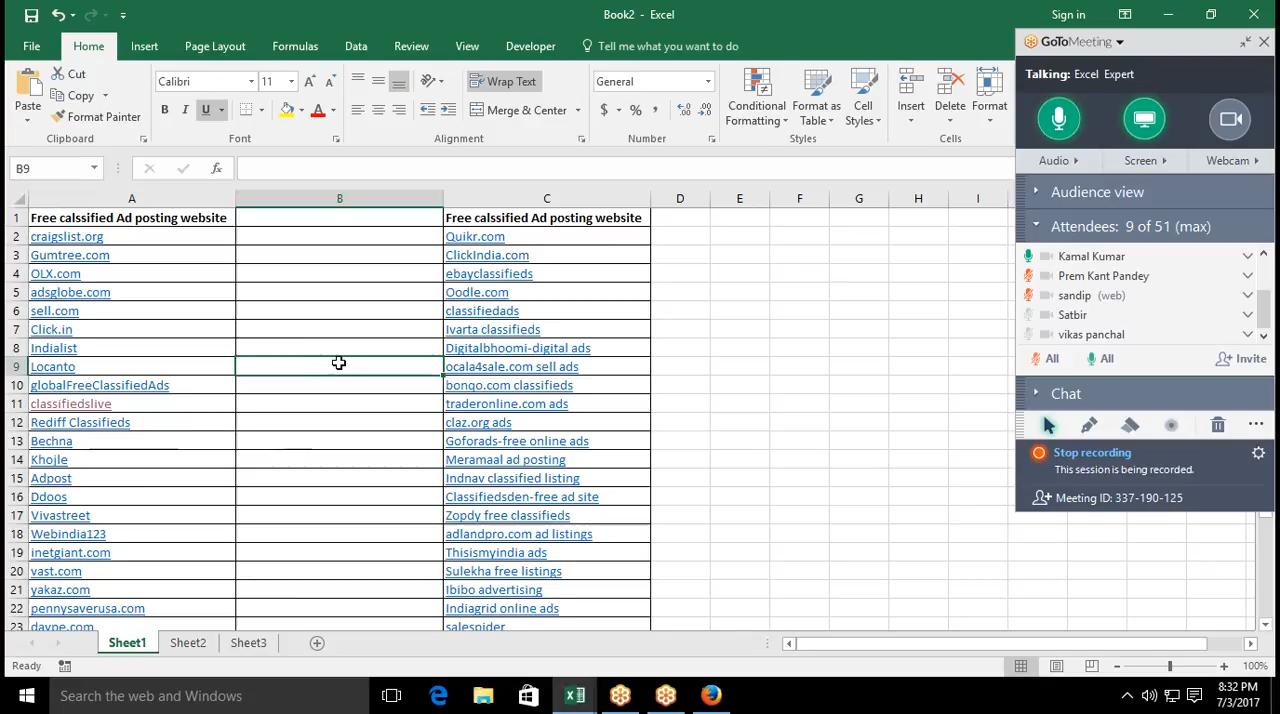 Book2 - Excel
Sign in
File Home Insert Page Layout Formulas Data Review View Developer Tell me what you want to do
Paste
Cut
Copy
Format Painter
Clipboard
Calibri 11
B I U
Font
Wrap Text
Merge & Center
Alignment
General
$ % ,
Number
Conditional Formatting
Format as Table
Cell Styles
Styles
Insert Delete Format
Cells
B9 fx
A B C D E F G H I
1 Free calssified Ad posting website Free calssified Ad posting website
2 craigslist.org Quikr.com
3 Gumtree.com ClickIndia.com
4 OLX.com ebayclassifieds
5 adsglobe.com Oodle.com
6 sell.com classifiedads
7 Click.in Ivarta classifieds
8 Indialist Digitalbhoomi-digital ads
9 Locanto ocala4sale.com sell ads
10 globalFreeClassifiedAds bonqo.com classifieds
11 classifiedslive traderonline.com ads
12 Rediff Classifieds claz.org ads
13 Bechna Goforads-free online ads
14 Khojle Meramaal ad posting
15 Adpost Indnav classified listing
16 Ddoos Classifiedsden-free ad site
17 Vivastreet Zopdy free classifieds
18 Webindia123 adlandpro.com ad listings
19 inetgiant.com Thisismyindia ads
20 vast.com Sulekha free listings
21 yakaz.com Ibibo advertising
22 pennysaverusa.com Indiagrid online ads
23 daype.com salespider
Sheet1 Sheet2 Sheet3
Ready
100%
GoToMeeting
Talking: Excel Expert
Audio Screen Webcam
Audience view
Attendees: 9 of 51 (max)
Kamal Kumar
Prem Kant Pandey
sandip (web)
Satbir
vikas panchal
All All Invite
Chat
Stop recording
This session is being recorded.
Meeting ID: 337-190-125
Search the web and Windows
8:32 PM
7/3/2017